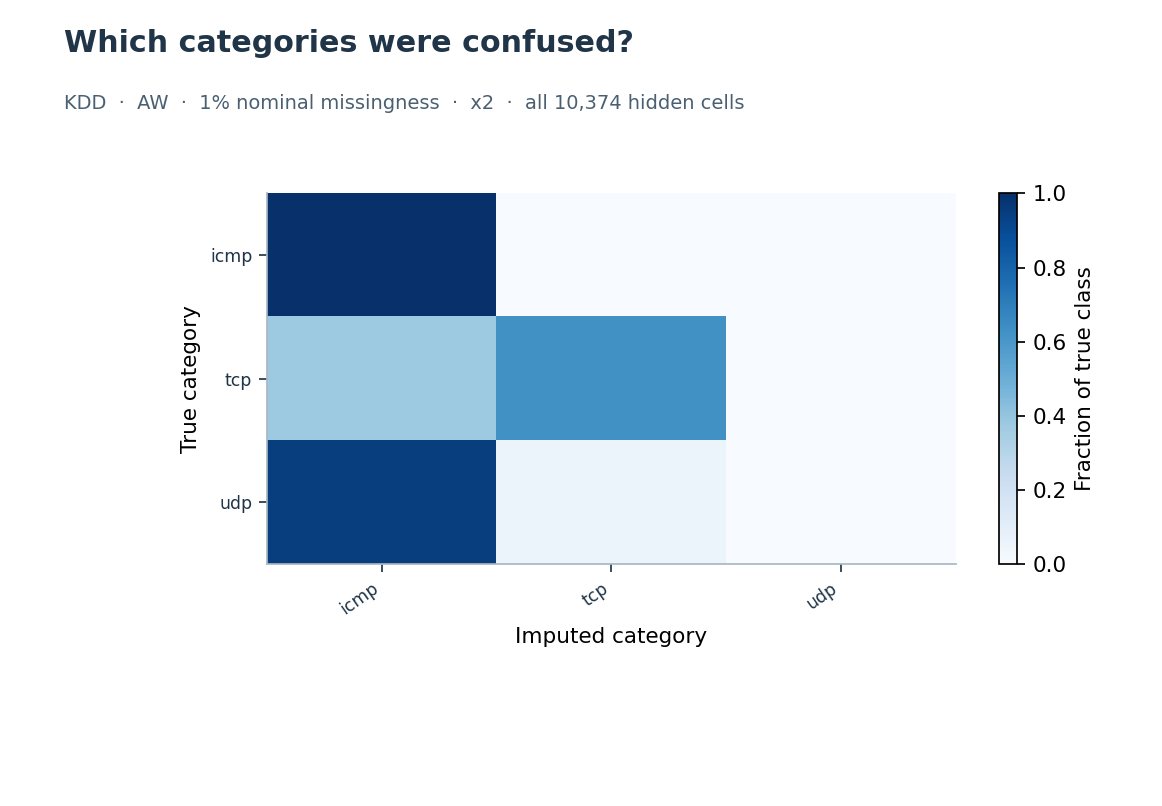 Which categories were confused?
KDD · AW · 1% nominal missingness · x2 · all 10,374 hidden cells
True category
icmp
tcp
udp
icmp
tcp
udp
Imputed category
1.0
0.8
0.6
0.4
0.2
0.0
Fraction of true class